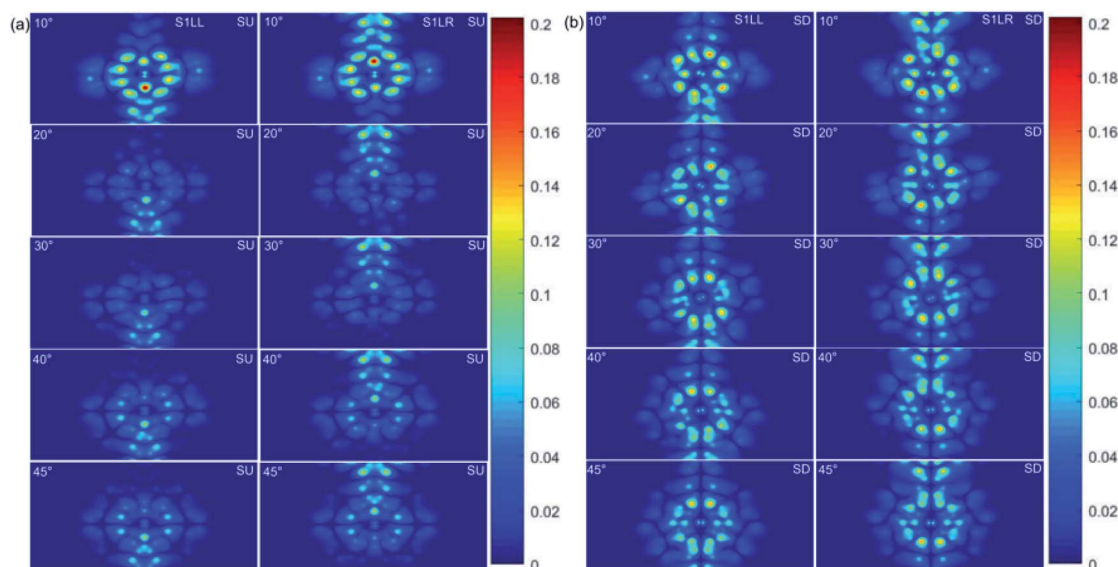 (a)
10° S1LL SU
10° S1LR SU
20° SU
20° SU
30° SU
30° SU
40° SU
40° SU
45° SU
45° SU
0.2
0.18
0.16
0.14
0.12
0.1
0.08
0.06
0.04
0.02
0
(b)
10° S1LL SD
10° S1LR SD
20° SD
20° SD
30° SD
30° SD
40° SD
40° SD
45° SD
45° SD
0.2
0.18
0.16
0.14
0.12
0.1
0.08
0.06
0.04
0.02
0